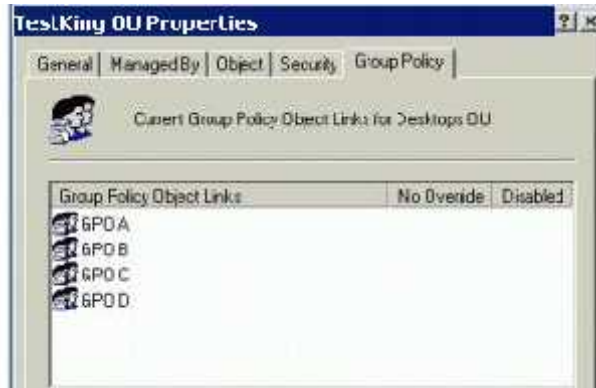 TestKing OU Properties ? X
General Managed By Object Security Group Policy
Current Group Policy Object Links for Desktops OU
Group Policy Object Links No Override Disabled
GPO A
GPO B
GPO C
GPO D